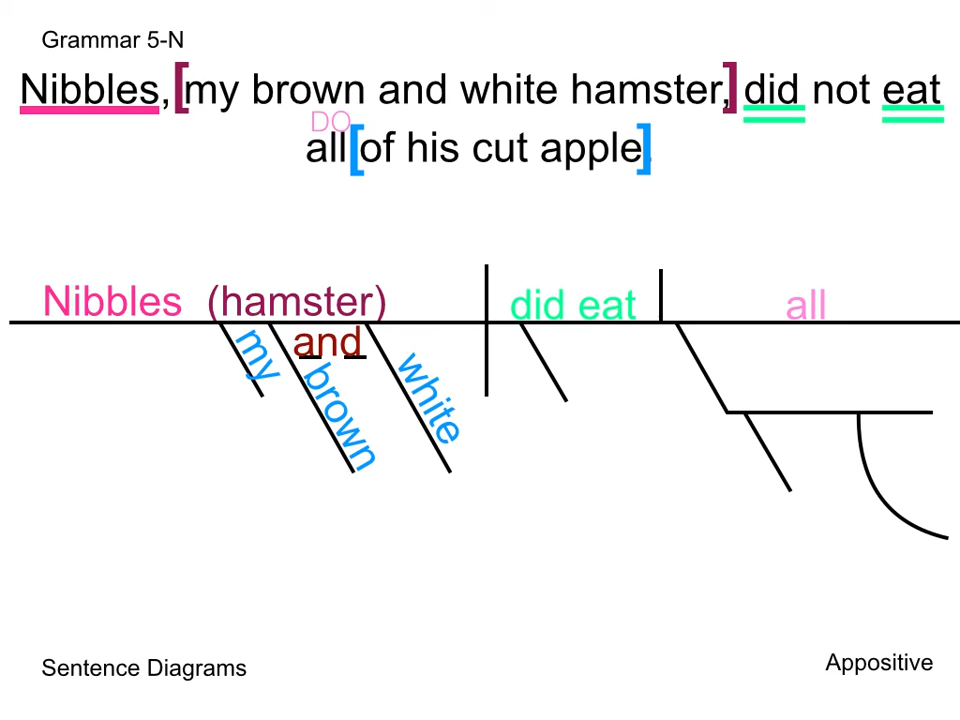 Grammar 5-N
Nibbles, [my brown and white hamster,] did not eat
DO
all [of his cut apple.]
Nibbles (hamster) did eat all
and
my brown white
Sentence Diagrams
Appositive